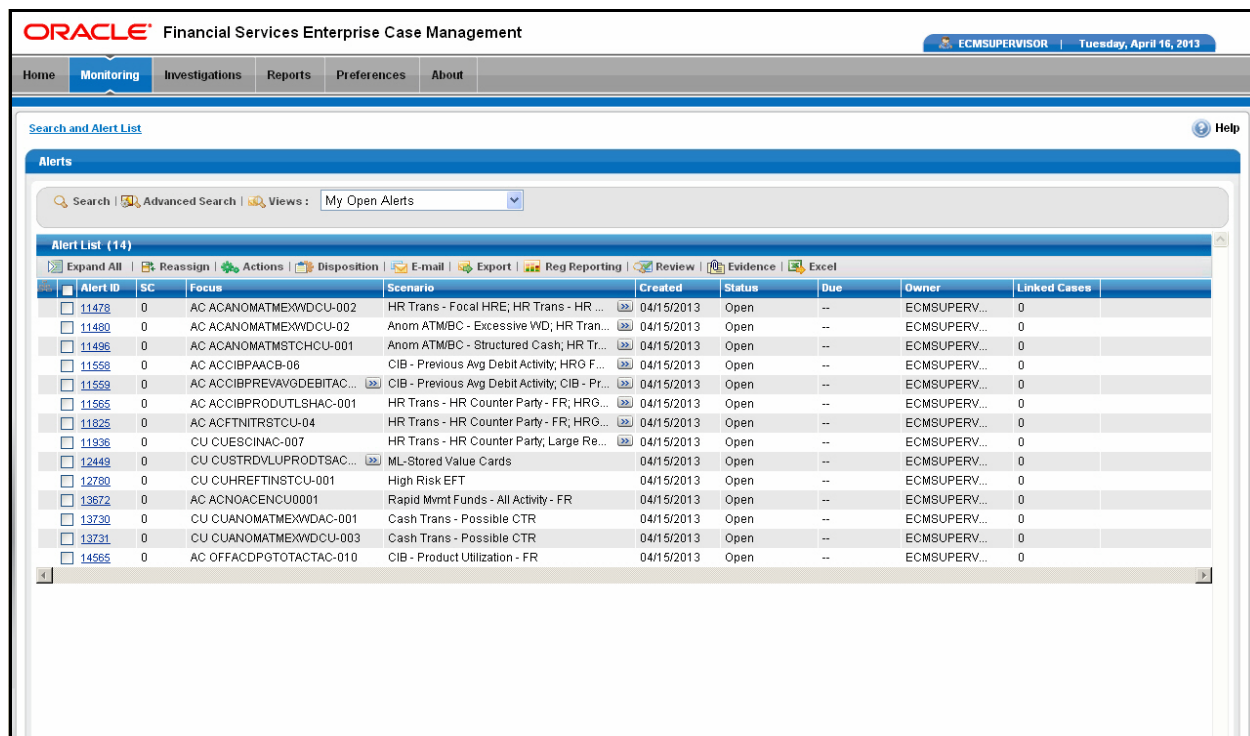 ORACLE® Financial Services Enterprise Case Management
ECMSUPERVISOR | Tuesday, April 16, 2013
Home Monitoring Investigations Reports Preferences About
Search and Alert List Help
Alerts
Search | Advanced Search | Views : My Open Alerts
Alert List (14)
Expand All | Reassign | Actions | Disposition | E-mail | Export | Reg Reporting | Review | Evidence | Excel
Alert ID SC Focus Scenario Created Status Due Owner Linked Cases
11478 0 AC ACANOMATMEXWDCU-002 HR Trans - Focal HRE; HR Trans - HR ... 04/15/2013 Open -- ECMSUPERV... 0
11480 0 AC ACANOMATMEXWDCU-02 Anom ATM/BC - Excessive WD; HR Tran... 04/15/2013 Open -- ECMSUPERV... 0
11496 0 AC ACANOMATMSTCHCU-001 Anom ATM/BC - Structured Cash; HR Tr... 04/15/2013 Open -- ECMSUPERV... 0
11558 0 AC ACCIBPAACB-06 CIB - Previous Avg Debit Activity; HRG F... 04/15/2013 Open -- ECMSUPERV... 0
11559 0 AC ACCIBPREVAVGDEBITAC... CIB - Previous Avg Debit Activity; CIB - Pr... 04/15/2013 Open -- ECMSUPERV... 0
11565 0 AC ACCIBPRODUTLSHAC-001 HR Trans - HR Counter Party - FR; HRG... 04/15/2013 Open -- ECMSUPERV... 0
11825 0 AC ACFTNITRSTCU-04 HR Trans - HR Counter Party - FR; HRG... 04/15/2013 Open -- ECMSUPERV... 0
11936 0 CU CUESCINAC-007 HR Trans - HR Counter Party; Large Re... 04/15/2013 Open -- ECMSUPERV... 0
12449 0 CU CUSTRDVLUPRODTSAC... ML-Stored Value Cards 04/15/2013 Open -- ECMSUPERV... 0
12780 0 CU CUHREFTINSTCU-001 High Risk EFT 04/15/2013 Open -- ECMSUPERV... 0
13672 0 AC ACNOACENCU0001 Rapid Mvmt Funds - All Activity - FR 04/15/2013 Open -- ECMSUPERV... 0
13730 0 CU CUANOMATMEXWDAC-001 Cash Trans - Possible CTR 04/15/2013 Open -- ECMSUPERV... 0
13731 0 CU CUANOMATMEXWDCU-003 Cash Trans - Possible CTR 04/15/2013 Open -- ECMSUPERV... 0
14565 0 AC OFFACDPGTOTACTAC-010 CIB - Product Utilization - FR 04/15/2013 Open -- ECMSUPERV... 0